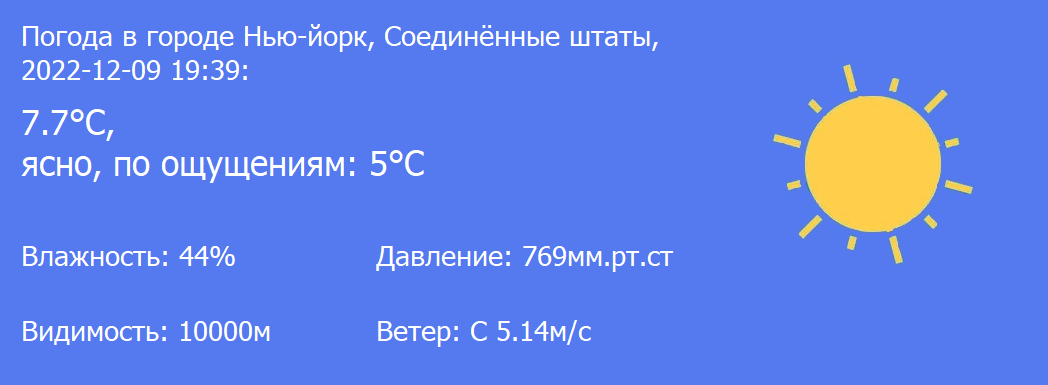 Погода в городе Нью-йорк, Соединённые штаты,
2022-12-09 19:39:
7.7°C,
ясно, по ощущениям: 5°C
Влажность: 44%
Давление: 769мм.рт.ст
Видимость: 10000м
Ветер: С 5.14м/с